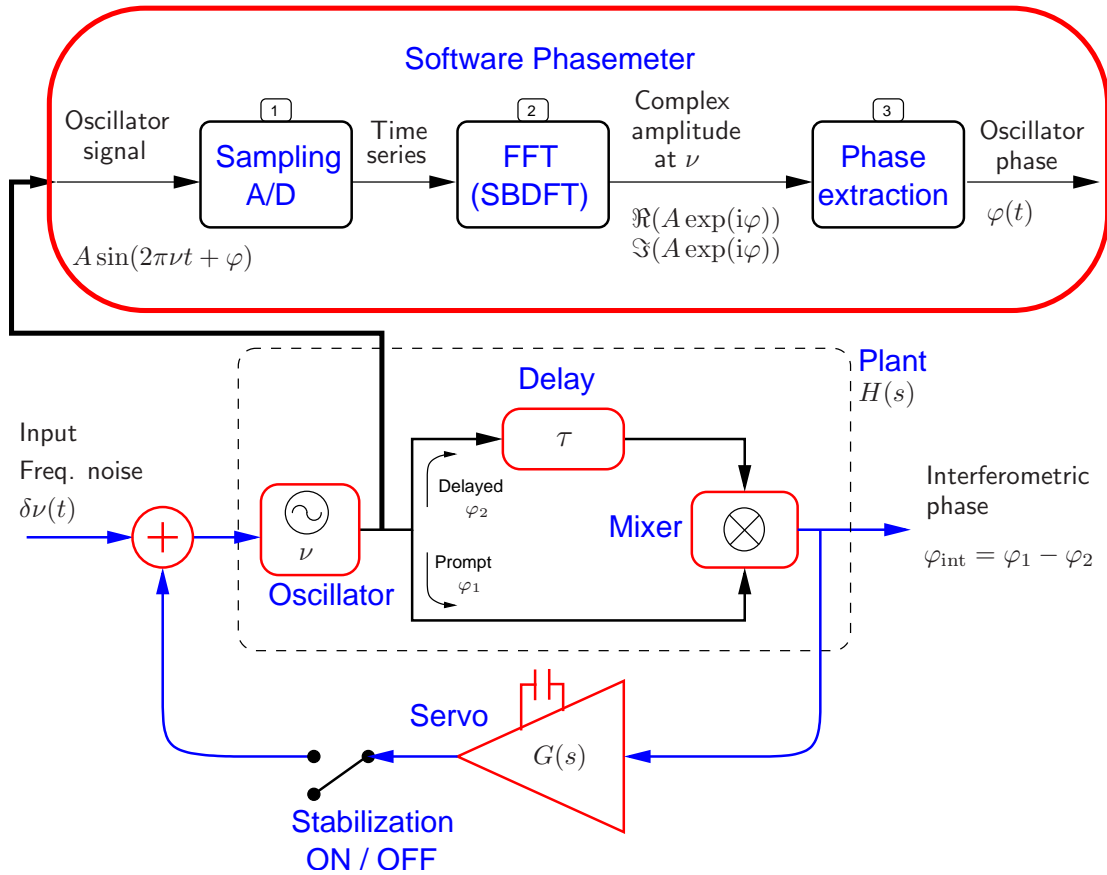 Software Phasemeter
Oscillator
signal
1
Sampling
A/D
Time
series
2
FFT
(SBDFT)
Complex
amplitude
at ν
3
Phase
extraction
Oscillator
phase
A sin(2πνt + φ)
ℜ(A exp(iφ))
ℑ(A exp(iφ))
φ(t)
Plant
H(s)
Delay
τ
Input
Freq. noise
δν(t)
+
ν
Oscillator
Delayed
φ₂
Prompt
φ₁
Mixer
Interferometric
phase
φint = φ₁ − φ₂
Servo
G(s)
Stabilization
ON / OFF